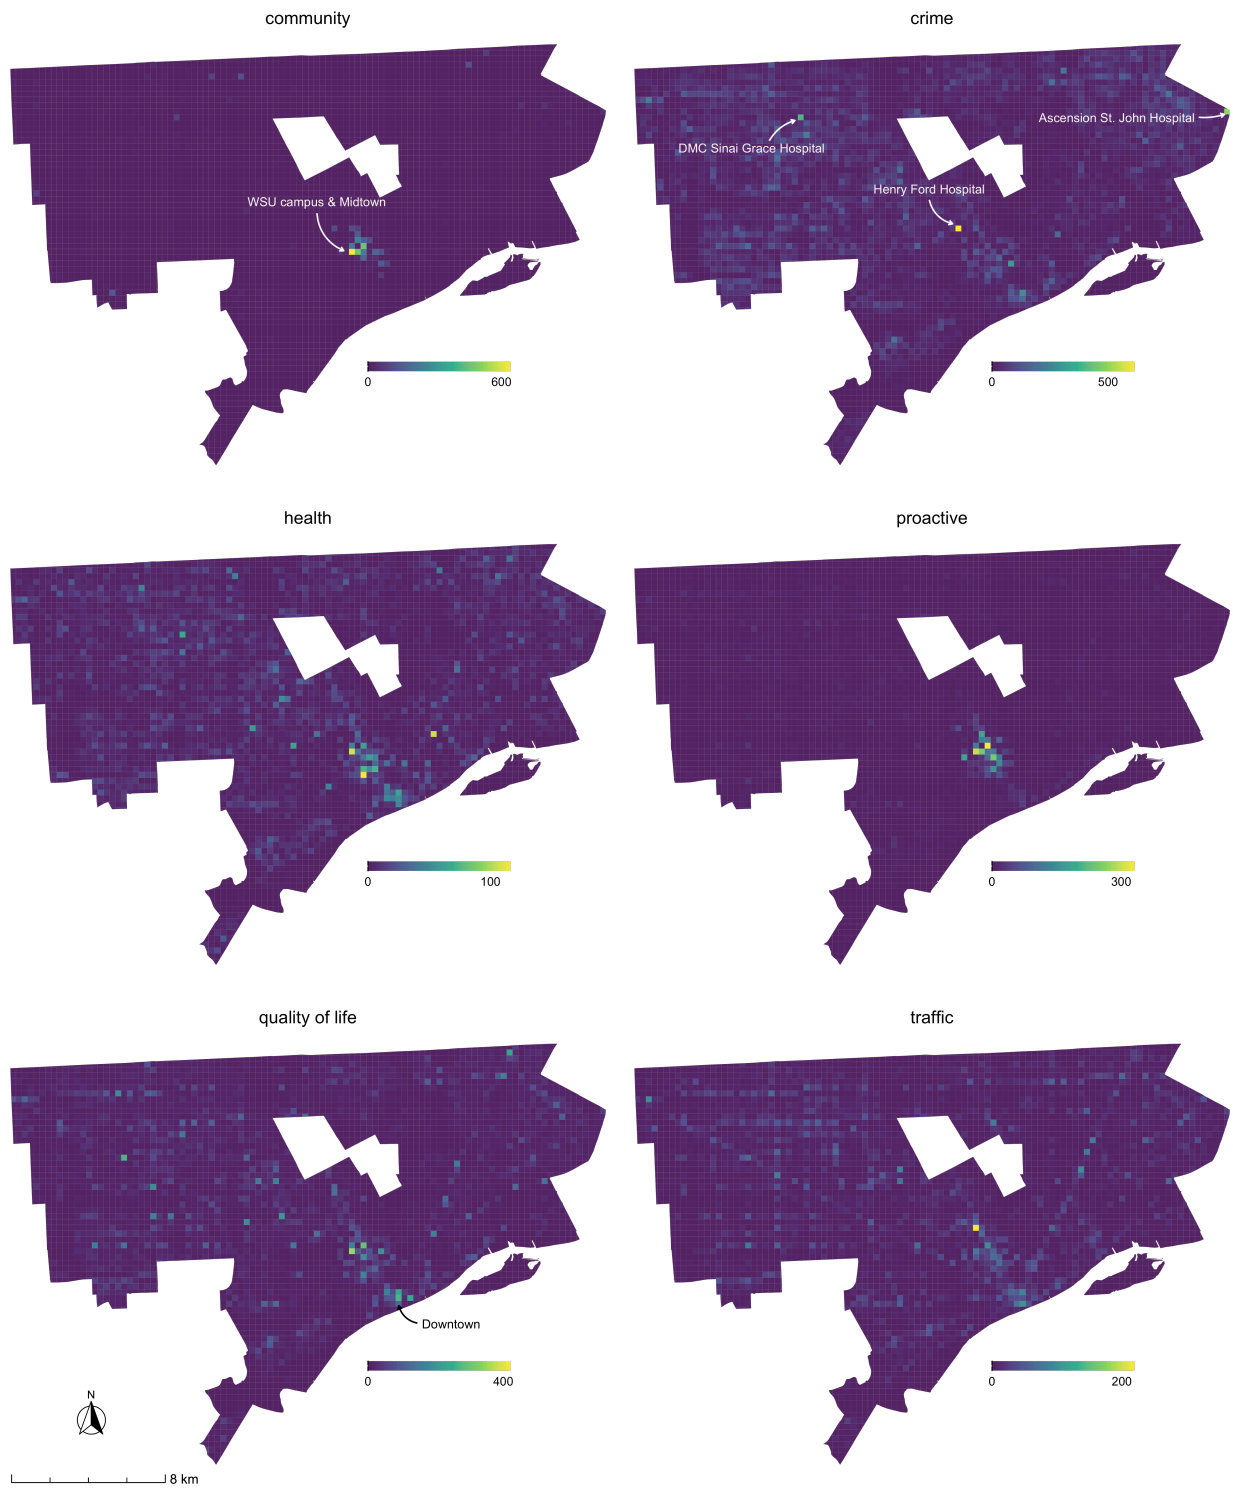 community
crime
Ascension St. John Hospital
DMC Sinai Grace Hospital
Henry Ford Hospital
WSU campus & Midtown
0 600
0 500
health
proactive
0 100
0 300
quality of life
traffic
Downtown
0 400
0 200
N
8 km